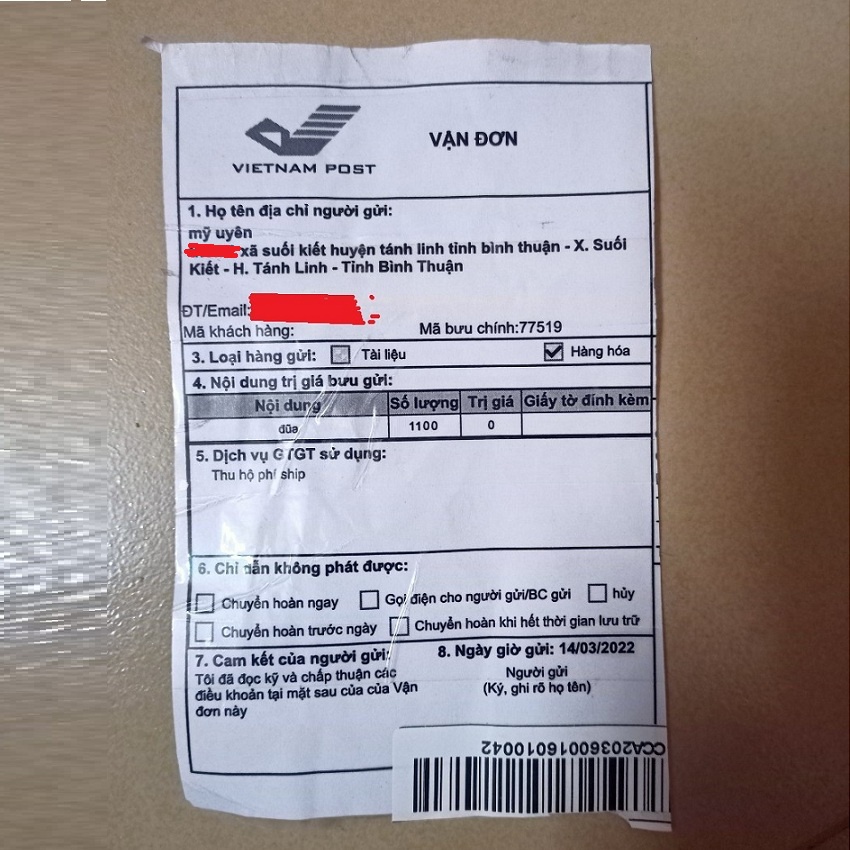 VIETNAM POST
VẬN ĐƠN
1. Họ tên địa chỉ người gửi:
mỹ uyên
xã suối kiết huyện tánh linh tỉnh bình thuận - X. Suối
Kiết - H. Tánh Linh - Tỉnh Bình Thuận
ĐT/Email:
Mã khách hàng: Mã bưu chính:77519
3. Loại hàng gửi: Tài liệu Hàng hóa
4. Nội dung trị giá bưu gửi:
Nội dung Số lượng Trị giá Giấy tờ đính kèm
đũa 1100 0
5. Dịch vụ GTGT sử dụng:
Thu hộ phí ship
6. Chỉ dẫn không phát được:
Chuyển hoàn ngay Gọi điện cho người gửi/BC gửi hủy
Chuyển hoàn trước ngày Chuyển hoàn khi hết thời gian lưu trữ
7. Cam kết của người gửi: 8. Ngày giờ gửi: 14/03/2022
Tôi đã đọc kỹ và chấp thuận các Người gửi
điều khoản tại mặt sau của của Vận (Ký, ghi rõ họ tên)
đơn này
CCA20360016010042